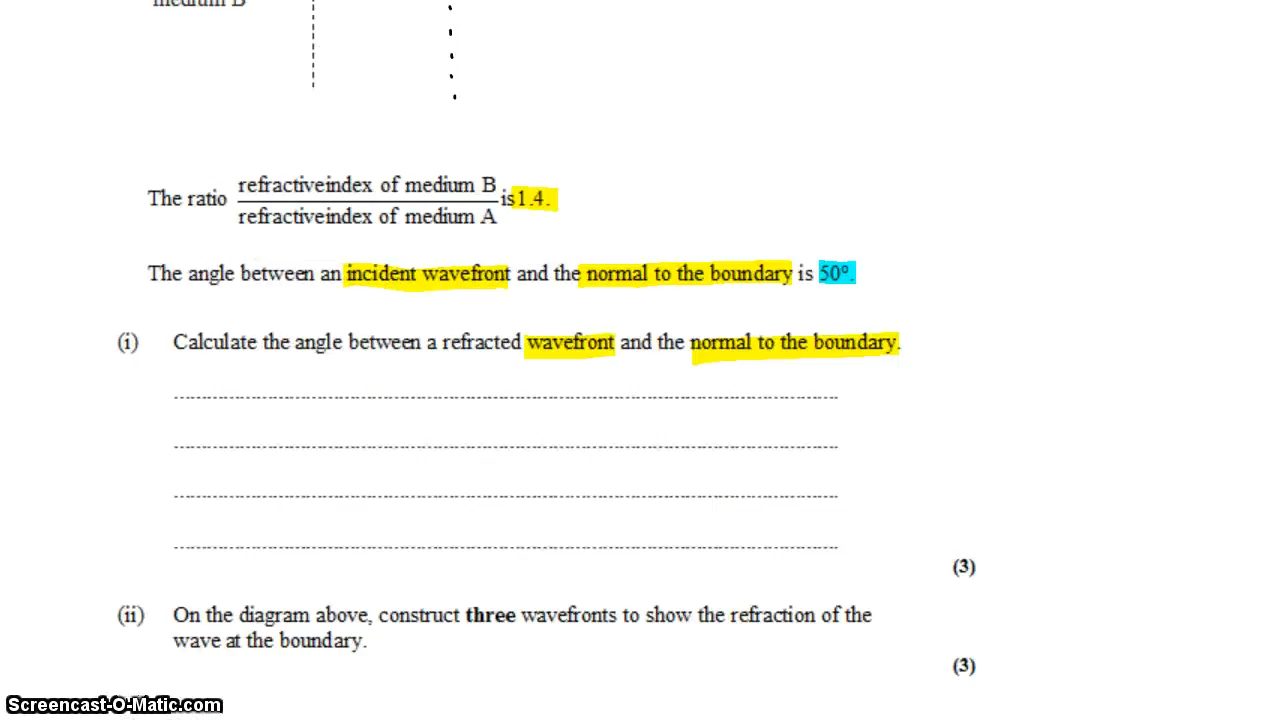 medium B
The ratio refractiveindex of medium B
refractiveindex of medium A
is 1.4.
The angle between an incident wavefront and the normal to the boundary is 50°.
(i) Calculate the angle between a refracted wavefront and the normal to the boundary.
(3)
(ii) On the diagram above, construct three wavefronts to show the refraction of the
wave at the boundary.
(3)
Screencast-O-Matic.com